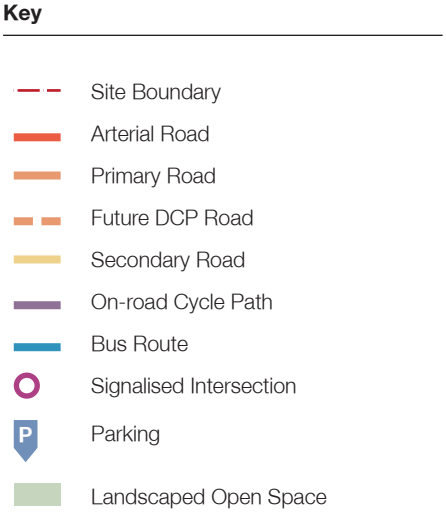 Key
Site Boundary
Arterial Road
Primary Road
Future DCP Road
Secondary Road
On-road Cycle Path
Bus Route
Signalised Intersection
P Parking
Landscaped Open Space